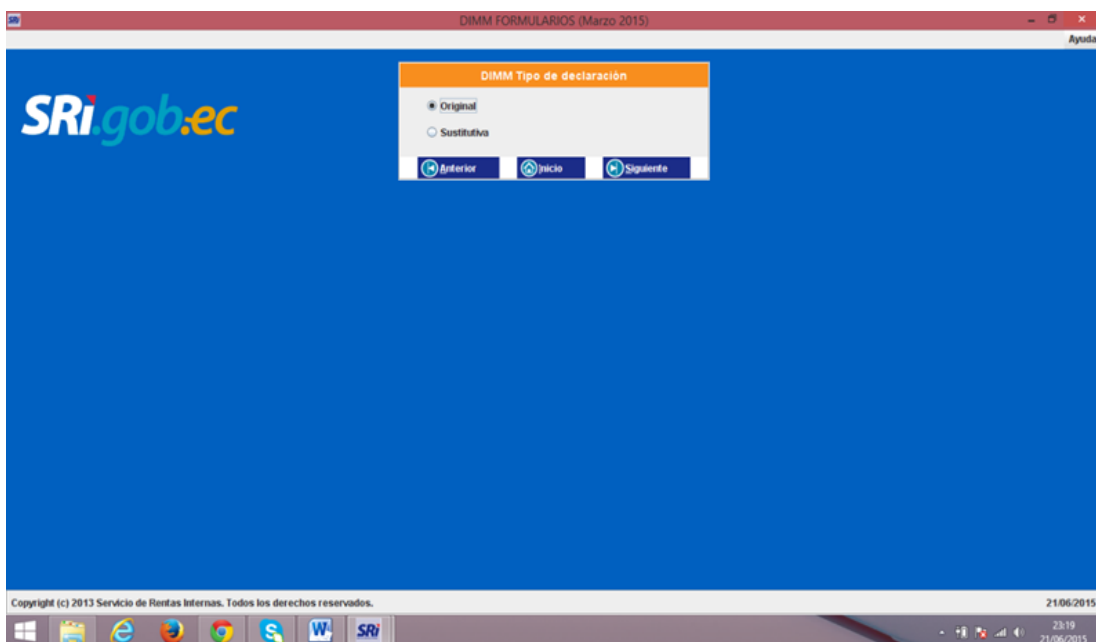 SRi
DIMM FORMULARIOS (Marzo 2015)
Ayuda
SRi.gob.ec
DIMM Tipo de declaración
Original
Sustitutiva
Anterior
Inicio
Siguiente
Copyright (c) 2013 Servicio de Rentas Internas. Todos los derechos reservados.
21/06/2015
SRi
23:19
21/06/2015